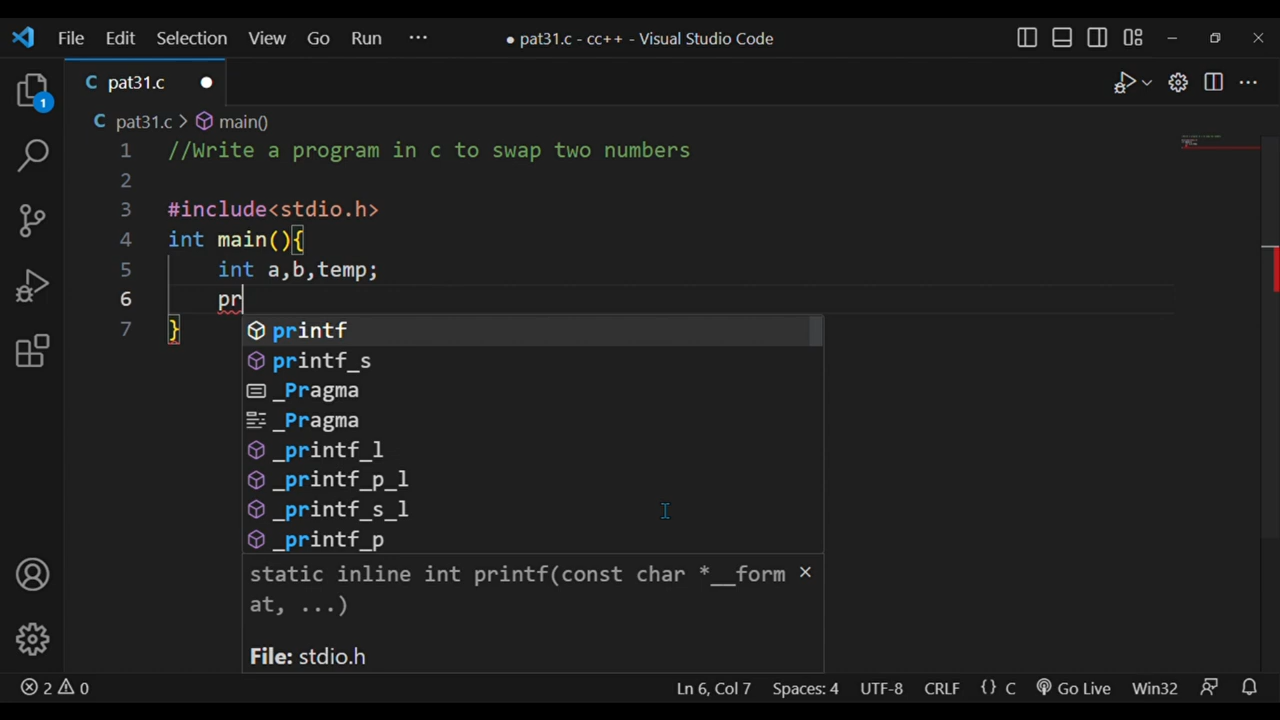 File Edit Selection View Go Run ··· ● pat31.c - cc++ - Visual Studio Code
C pat31.c ●
1
C pat31.c > main()
1 //Write a program in c to swap two numbers
2
3 #include<stdio.h>
4 int main(){
5 int a,b,temp;
6 pr
7 }
printf
printf_s
_Pragma
_Pragma
_printf_l
_printf_p_l
_printf_s_l
_printf_p
static inline int printf(const char *__form
at, ...)
File: stdio.h
2 0 Ln 6, Col 7 Spaces: 4 UTF-8 CRLF {} C Go Live Win32